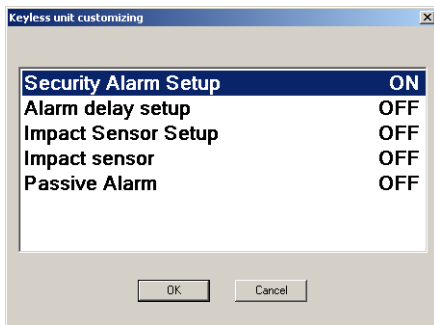 Keyless unit customizing
Security Alarm Setup ON
Alarm delay setup OFF
Impact Sensor Setup OFF
Impact sensor OFF
Passive Alarm OFF
OK Cancel